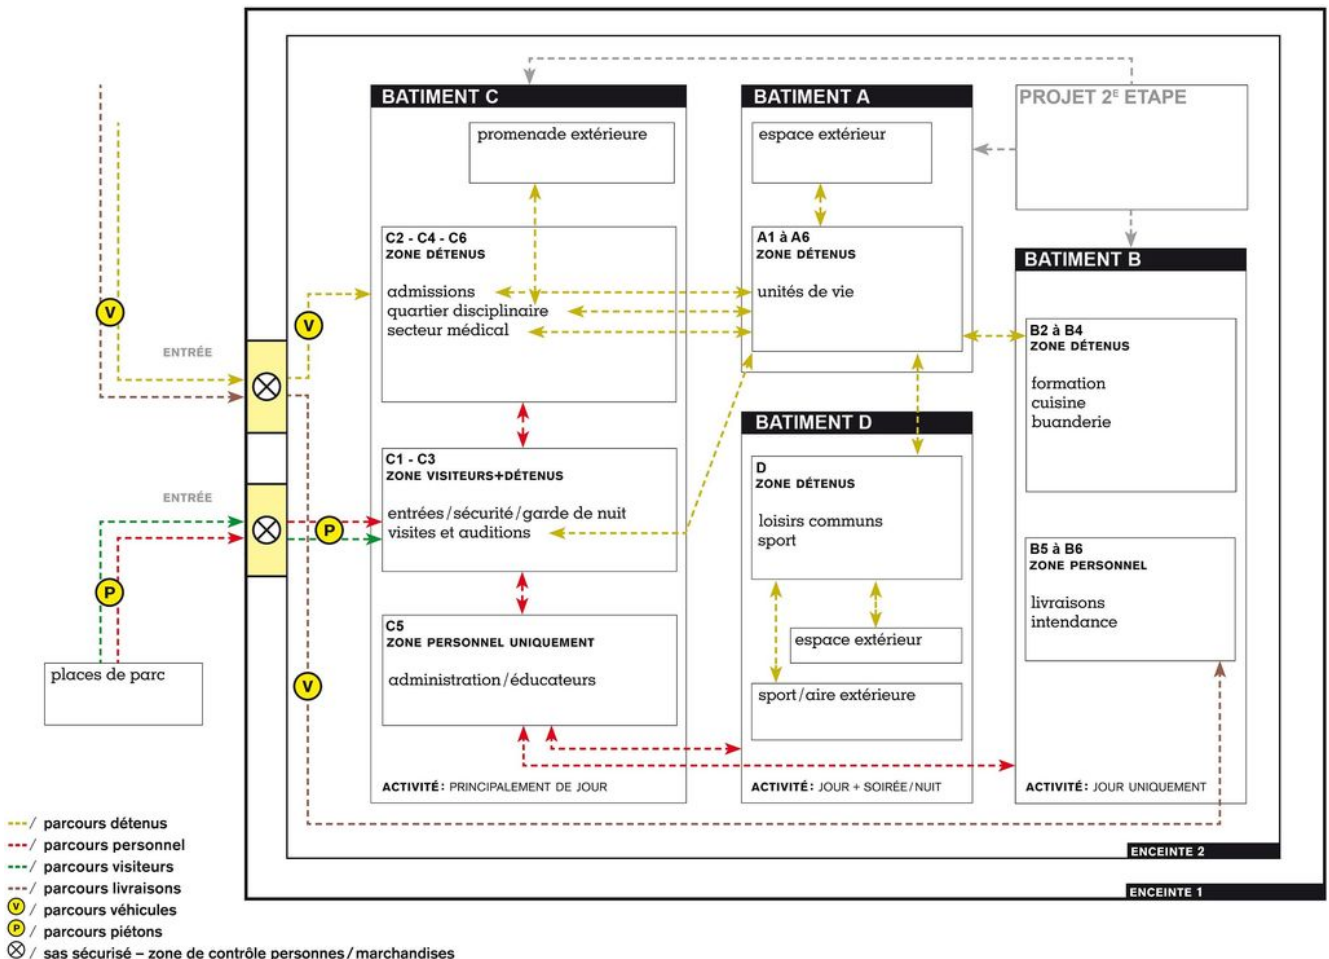 BATIMENT C
promenade extérieure
C2 - C4 - C6
ZONE DÉTENUS
admissions
quartier disciplinaire
secteur médical
C1 - C3
ZONE VISITEURS+DÉTENUS
entrées/sécurité/garde de nuit
visites et auditions
C5
ZONE PERSONNEL UNIQUEMENT
administration/éducateurs
ACTIVITÉ: PRINCIPALEMENT DE JOUR
BATIMENT A
espace extérieur
A1 à A6
ZONE DÉTENUS
unités de vie
BATIMENT D
D
ZONE DÉTENUS
loisirs communs
sport
espace extérieur
sport/aire extérieure
ACTIVITÉ: JOUR + SOIRÉE/NUIT
PROJET 2E ETAPE
BATIMENT B
B2 à B4
ZONE DÉTENUS
formation
cuisine
buanderie
B5 à B6
ZONE PERSONNEL
livraisons
intendance
ACTIVITÉ: JOUR UNIQUEMENT
V
V
ENTRÉE
ENTRÉE
P
P
places de parc
V
ENCEINTE 2
ENCEINTE 1
/ parcours détenus
/ parcours personnel
/ parcours visiteurs
/ parcours livraisons
V / parcours véhicules
P / parcours piétons
/ sas sécurisé – zone de contrôle personnes/marchandises